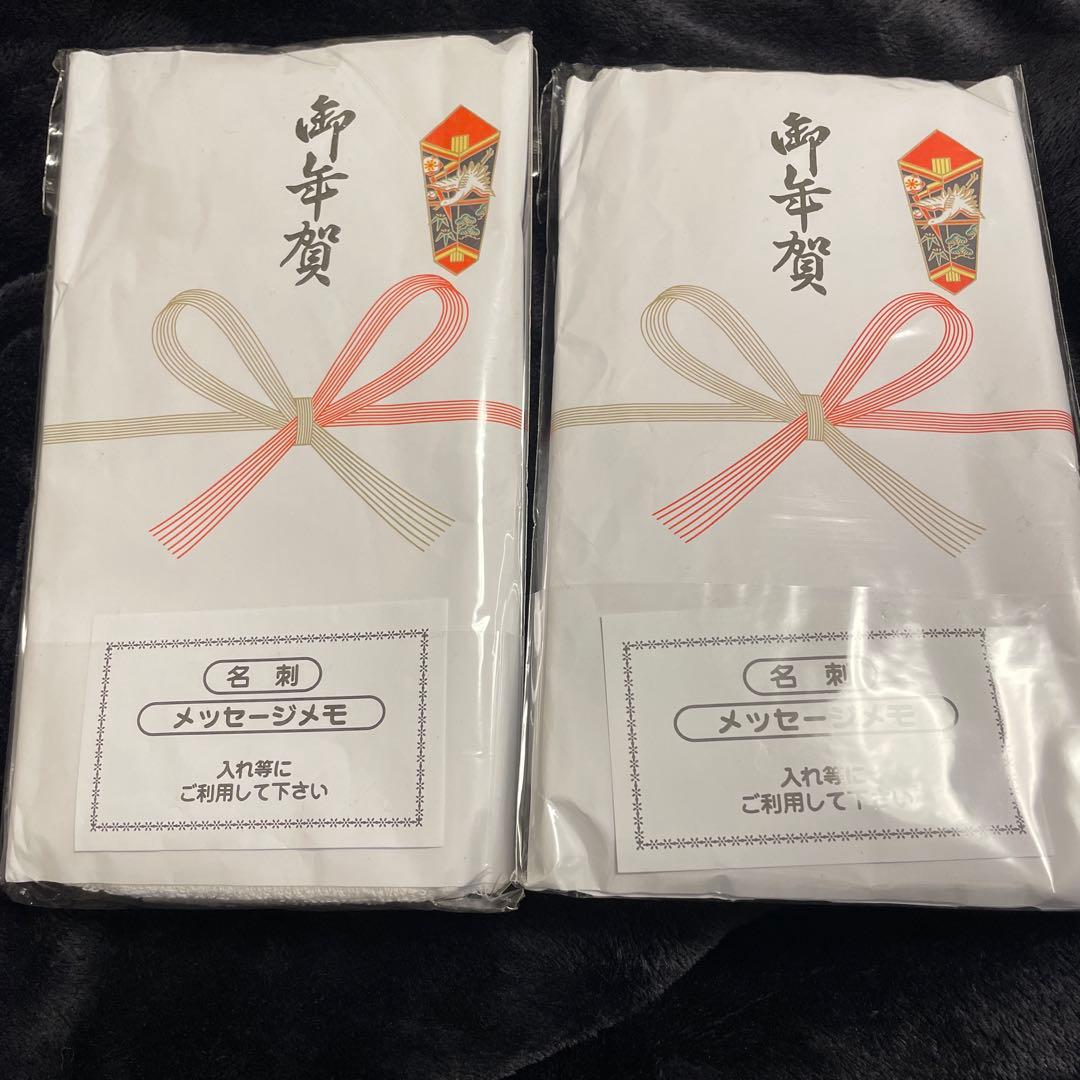 御年賀
名刺
メッセージメモ
入れ等に
ご利用して下さい
御年賀
名刺
メッセージメモ
入れ等に
ご利用して下さい